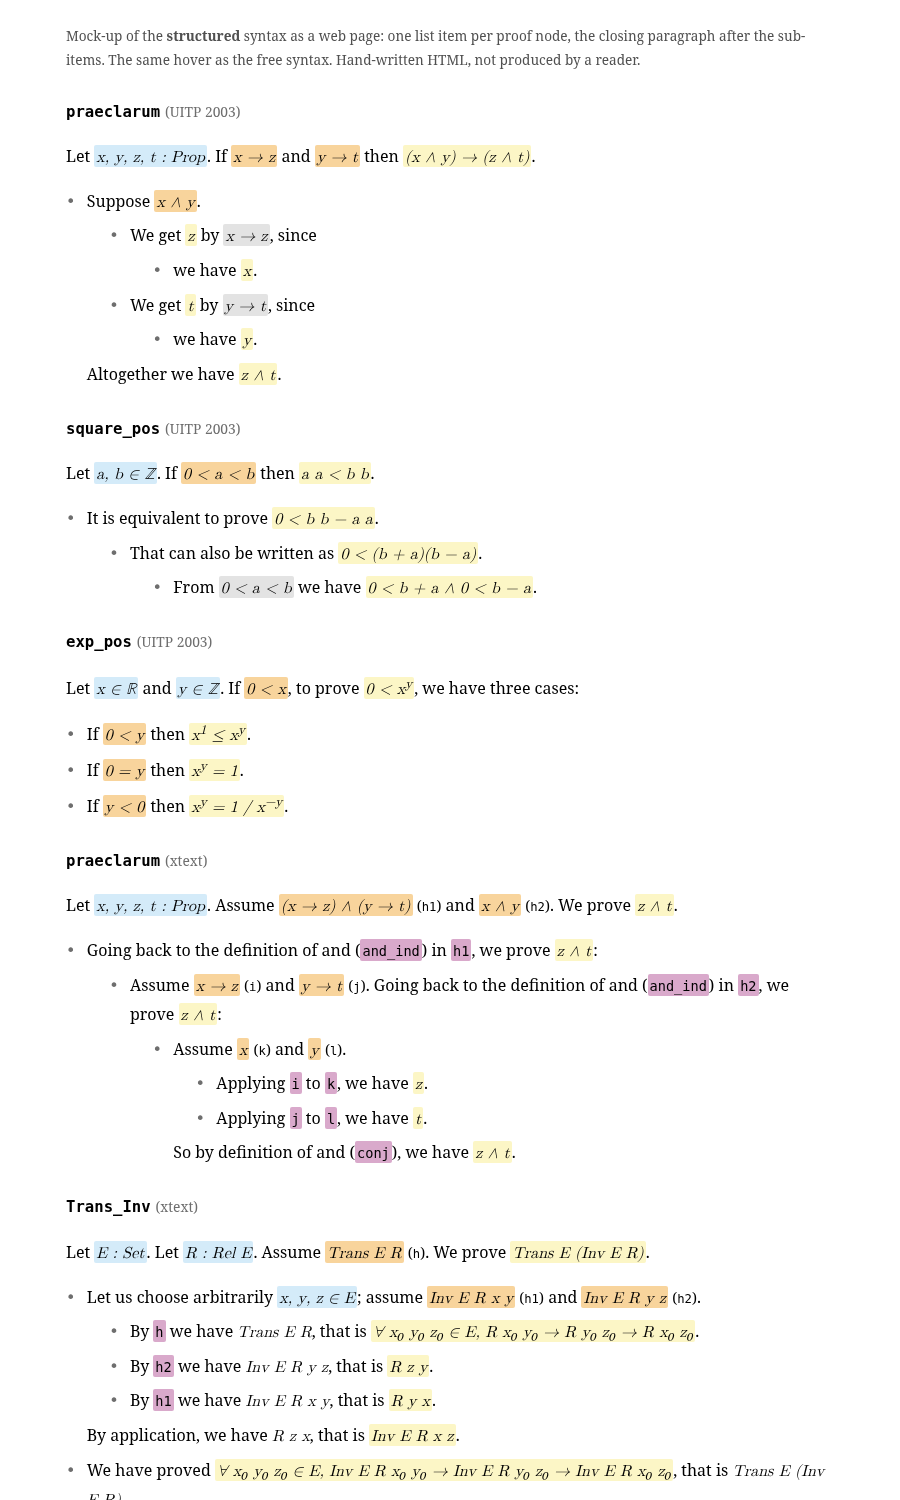 Mock-up of the structured syntax as a web page: one list item per proof node, the closing paragraph after the sub-
items. The same hover as the free syntax. Hand-written HTML, not produced by a reader.
praeclarum (UITP 2003)
Let x, y, z, t : Prop. If x → z and y → t then (x ∧ y) → (z ∧ t).
• Suppose x ∧ y.
• We get z by x → z, since
• we have x.
• We get t by y → t, since
• we have y.
Altogether we have z ∧ t.
square_pos (UITP 2003)
Let a, b ∈ ℤ. If 0 < a < b then a a < b b.
• It is equivalent to prove 0 < b b − a a.
• That can also be written as 0 < (b + a)(b − a).
• From 0 < a < b we have 0 < b + a ∧ 0 < b − a.
exp_pos (UITP 2003)
Let x ∈ ℝ and y ∈ ℤ. If 0 < x, to prove 0 < x^y, we have three cases:
• If 0 < y then x^1 ≤ x^y.
• If 0 = y then x^y = 1.
• If y < 0 then x^y = 1 / x^−y.
praeclarum (xtext)
Let x, y, z, t : Prop. Assume (x → z) ∧ (y → t) (h1) and x ∧ y (h2). We prove z ∧ t.
• Going back to the definition of and (and_ind) in h1, we prove z ∧ t:
• Assume x → z (i) and y → t (j). Going back to the definition of and (and_ind) in h2, we
prove z ∧ t:
• Assume x (k) and y (l).
• Applying i to k, we have z.
• Applying j to l, we have t.
So by definition of and (conj), we have z ∧ t.
Trans_Inv (xtext)
Let E : Set. Let R : Rel E. Assume Trans E R (h). We prove Trans E (Inv E R).
• Let us choose arbitrarily x, y, z ∈ E; assume Inv E R x y (h1) and Inv E R y z (h2).
• By h we have Trans E R, that is ∀ x₀ y₀ z₀ ∈ E, R x₀ y₀ → R y₀ z₀ → R x₀ z₀.
• By h2 we have Inv E R y z, that is R z y.
• By h1 we have Inv E R x y, that is R y x.
By application, we have R z x, that is Inv E R x z.
• We have proved ∀ x₀ y₀ z₀ ∈ E, Inv E R x₀ y₀ → Inv E R y₀ z₀ → Inv E R x₀ z₀, that is Trans E (Inv
E R)